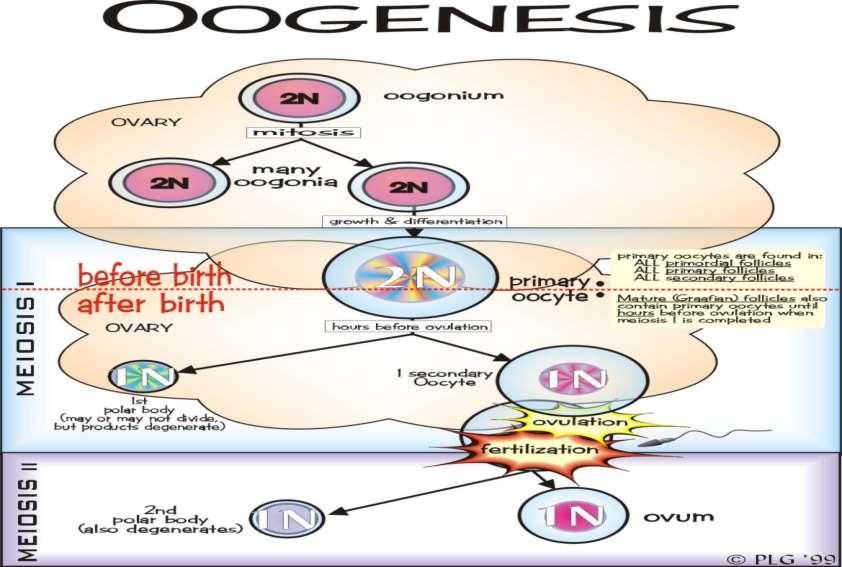 OOGENESIS
2N
oogonium
OVARY
mitosis
many
oogonia
2N
2N
growth & differentiation
MEIOSIS I
before birth
after birth
2N
primary
oocyte
primary oocytes are found in:
ALL primordial follicles
ALL primary follicles
ALL secondary follicles
Mature (Graafian) follicles also
contain primary oocytes until
hours before ovulation when
meiosis I is completed
OVARY
hours before ovulation
1N
1st
polar body
(may or may not divide,
but products degenerate)
1 secondary
Oocyte
1N
ovulation
fertilization
MEIOSIS II
2nd
polar body
(also degenerates)
1N
1N
ovum
© PLG '99